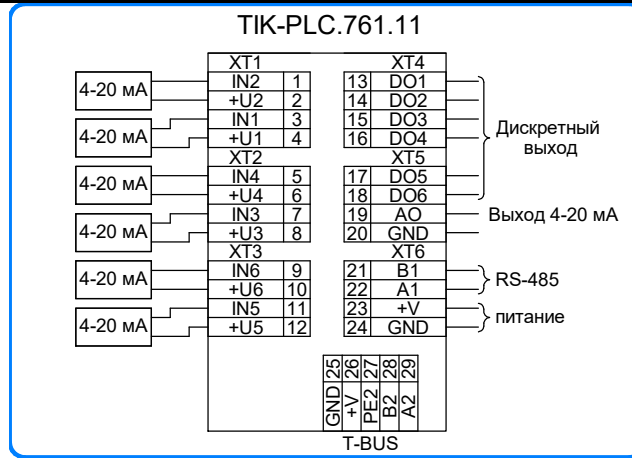 TIK-PLC.761.11
XT1 XT4
4-20 мА IN2 1 13 DO1
+U2 2 14 DO2
4-20 мА IN1 3 15 DO3
+U1 4 16 DO4
Дискретный
выход
XT2 XT5
4-20 мА IN4 5 17 DO5
+U4 6 18 DO6
4-20 мА IN3 7 19 AO Выход 4-20 мА
+U3 8 20 GND
XT3 XT6
4-20 мА IN6 9 21 B1
+U6 10 22 A1
RS-485
4-20 мА IN5 11 23 +V
+U5 12 24 GND
питание
GND 25
+V 26
PE2 27
B2 28
A2 29
T-BUS